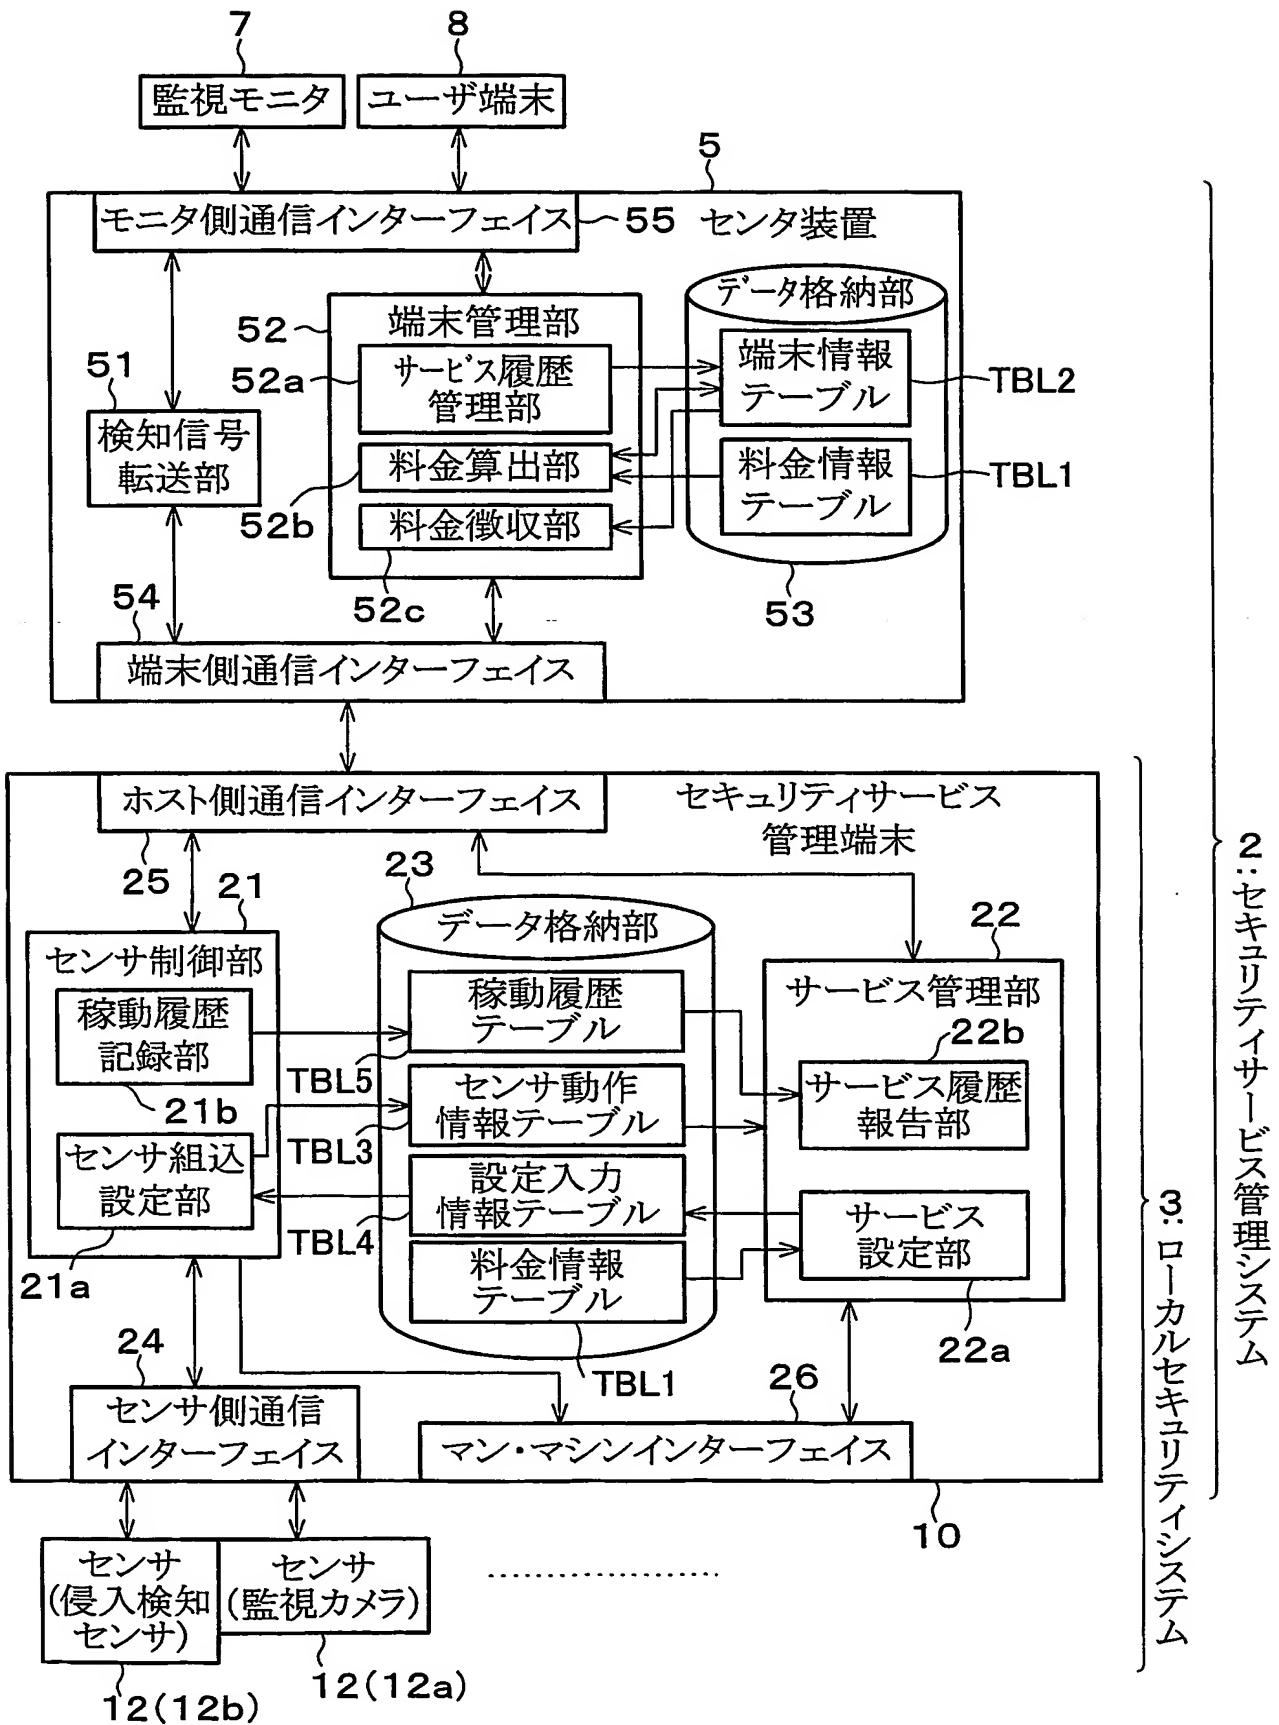 7
8
監視モニタ
ユーザ端末
5
モニタ側通信インターフェイス
55
センタ装置
データ格納部
52
端末管理部
51
52a
サービス履歴
管理部
端末情報
テーブル
TBL2
検知信号
転送部
料金算出部
料金情報
テーブル
TBL1
52b
料金徴収部
54
52c
53
端末側通信インターフェイス
ホスト側通信インターフェイス
セキュリティサービス
管理端末
25
21
23
22
センサ制御部
データ格納部
サービス管理部
稼動履歴
記録部
稼動履歴
テーブル
22b
21b
TBL5
センサ動作
情報テーブル
サービス履歴
報告部
センサ組込
設定部
TBL3
設定入力
情報テーブル
サービス
設定部
21a
TBL4
料金情報
テーブル
22a
24
TBL1
26
センサ側通信
インターフェイス
マン・マシンインターフェイス
10
センサ
(侵入検知
センサ)
センサ
(監視カメラ)
12(12b)
12(12a)
2:セキュリティサービス管理システム
3:ローカルセキュリティシステム